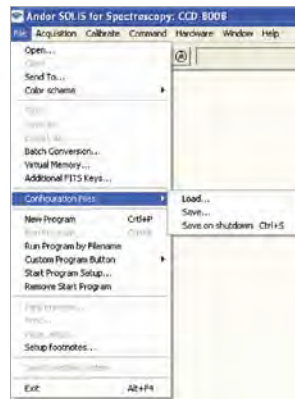 Andor SOLIS for Spectroscopy: CCD-8006
File Acquisition Calibrate Command Hardware Window Help
Open...
Send To...
Color scheme
Batch Conversion...
Virtual Memory...
Additional FITS Keys...
Configuration Files
Load...
Save...
Save on shutdown Ctrl+S
New Program Ctrl+P
Run Program by Filename
Custom Program Button
Start Program Setup...
Remove Start Program
Setup footnotes...
Exit Alt+F4